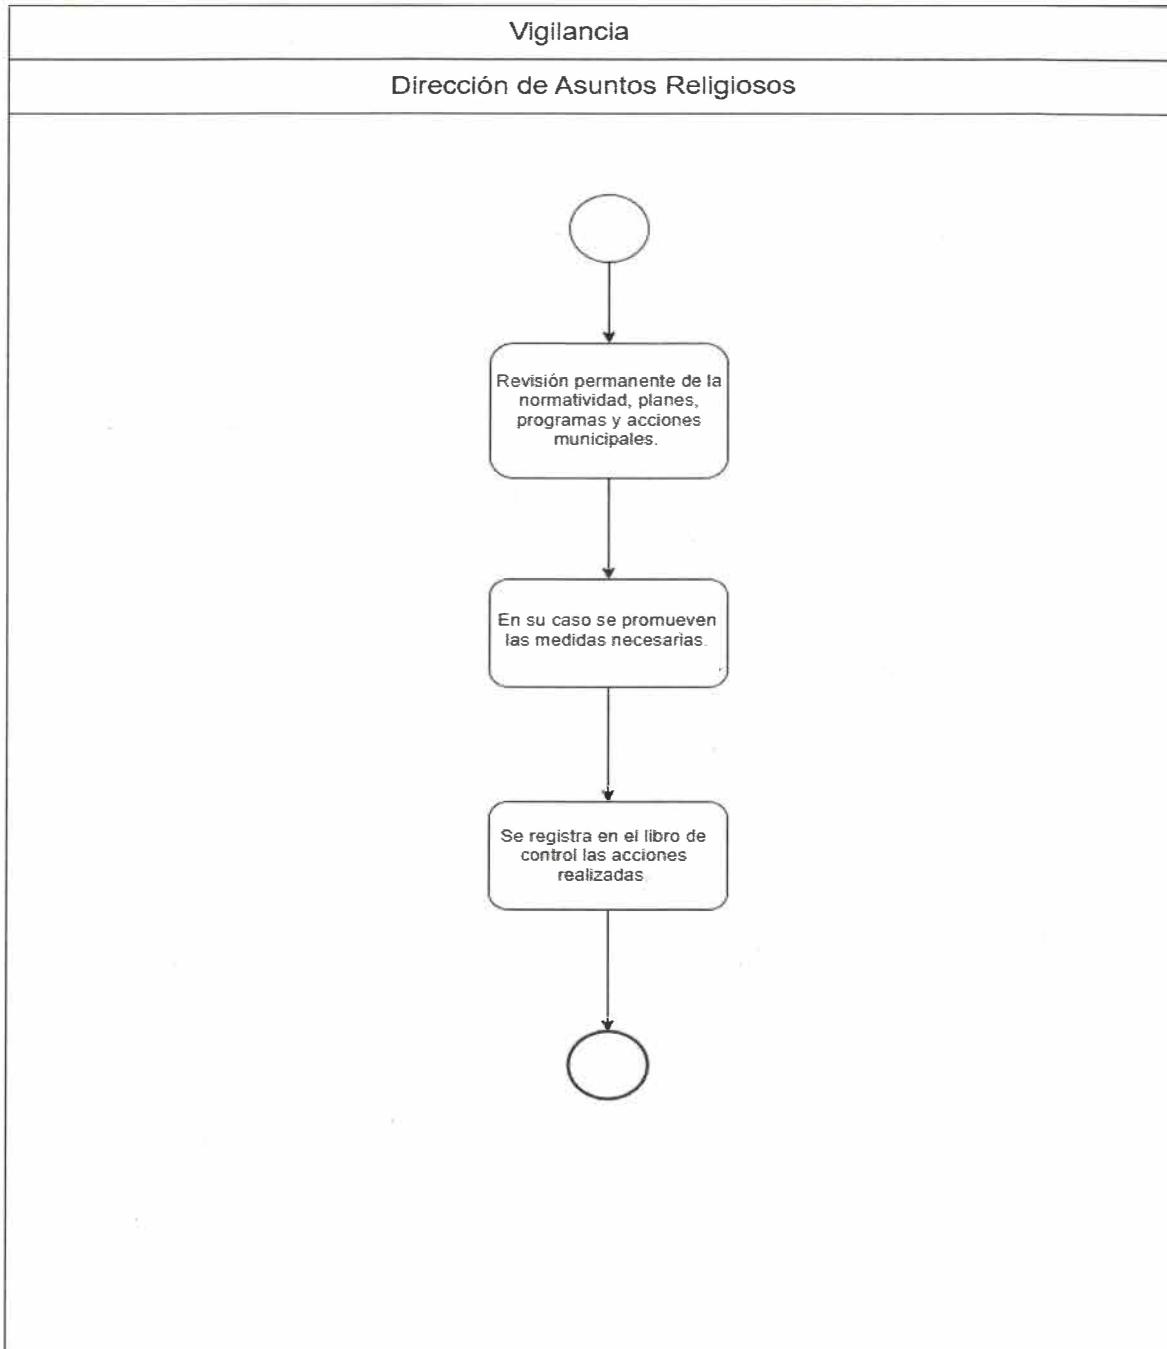 Vigilancia
Dirección de Asuntos Religiosos
Revisión permanente de la
normatividad, planes,
programas y acciones
municipales.
En su caso se promueven
las medidas necesarias.
Se registra en el libro de
control las acciones
realizadas.